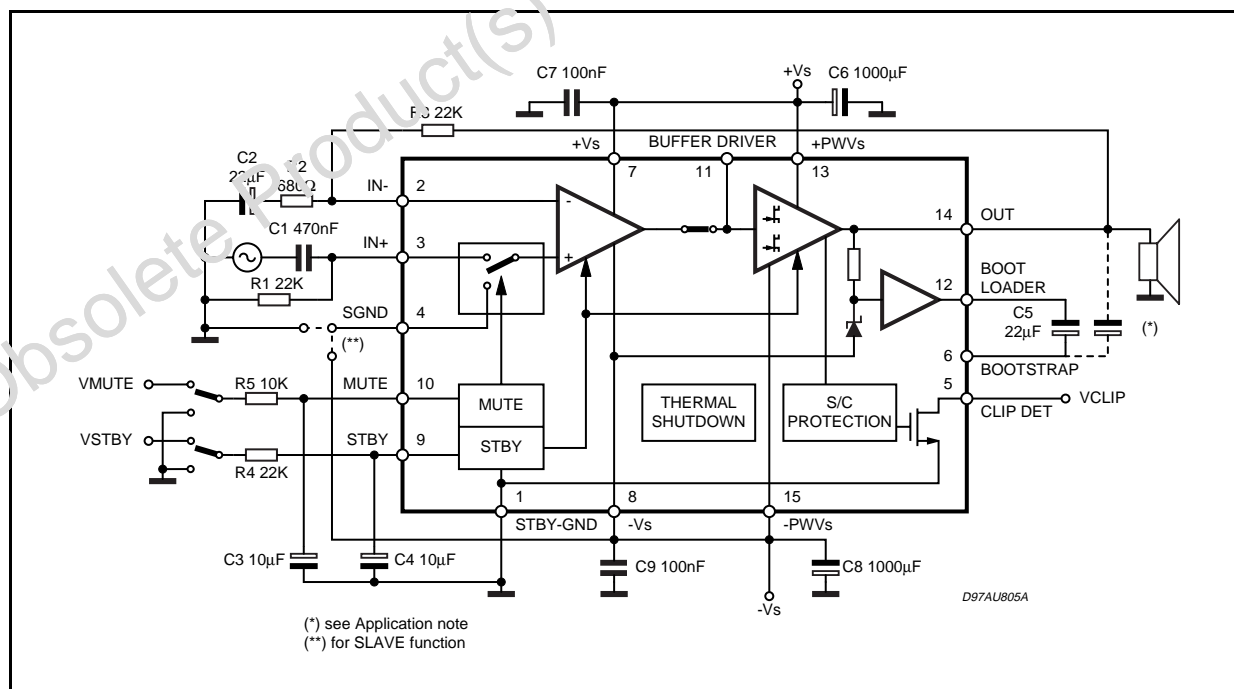 Obsolete Product(s)
C7 100nF
+Vs
C6 1000µF
R3 22K
+Vs
BUFFER DRIVER
+PWVs
7
11
13
C2
22µF
R2
680Ω
IN-
2
C1 470nF
IN+
3
-
+
14
OUT
R1 22K
SGND
4
(**)
BOOT
LOADER
12
C5
22µF
(*)
6
BOOTSTRAP
VMUTE
R5 10K
MUTE
10
MUTE
THERMAL
SHUTDOWN
S/C
PROTECTION
5
CLIP DET
VCLIP
VSTBY
STBY
9
STBY
R4 22K
1
8
15
STBY-GND
-Vs
-PWVs
C3 10µF
C4 10µF
C9 100nF
C8 1000µF
-Vs
D97AU805A
(*) see Application note
(**) for SLAVE function